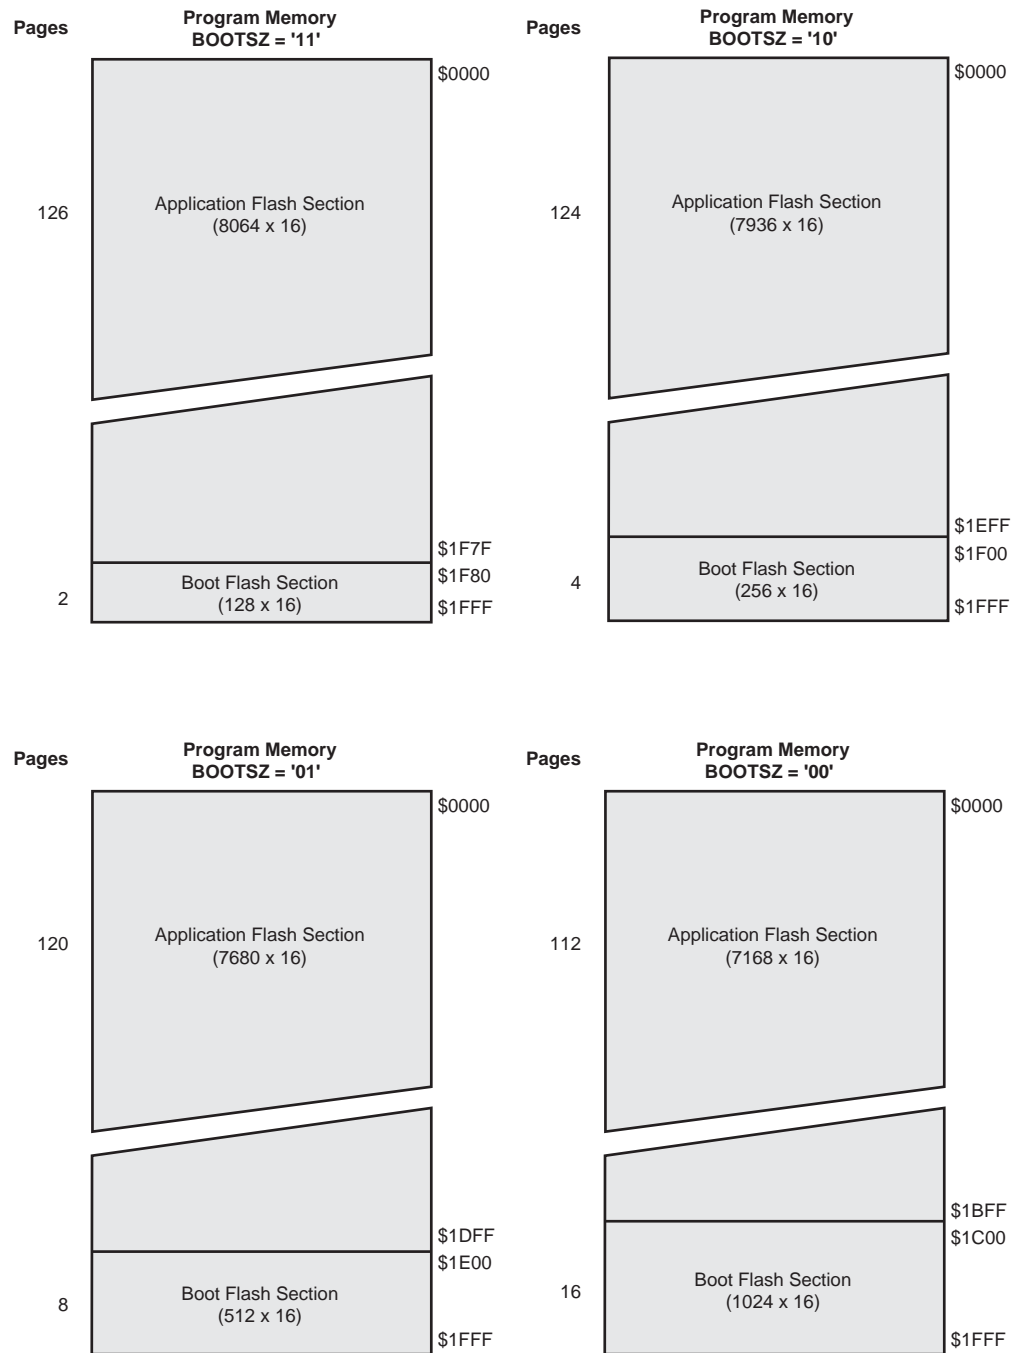 Pages
Program Memory
BOOTSZ = '11'
$0000
126
Application Flash Section
(8064 x 16)
$1F7F
$1F80
2
Boot Flash Section
(128 x 16)
$1FFF
Pages
Program Memory
BOOTSZ = '10'
$0000
124
Application Flash Section
(7936 x 16)
$1EFF
$1F00
4
Boot Flash Section
(256 x 16)
$1FFF
Pages
Program Memory
BOOTSZ = '01'
$0000
120
Application Flash Section
(7680 x 16)
$1DFF
$1E00
8
Boot Flash Section
(512 x 16)
$1FFF
Pages
Program Memory
BOOTSZ = '00'
$0000
112
Application Flash Section
(7168 x 16)
$1BFF
$1C00
16
Boot Flash Section
(1024 x 16)
$1FFF